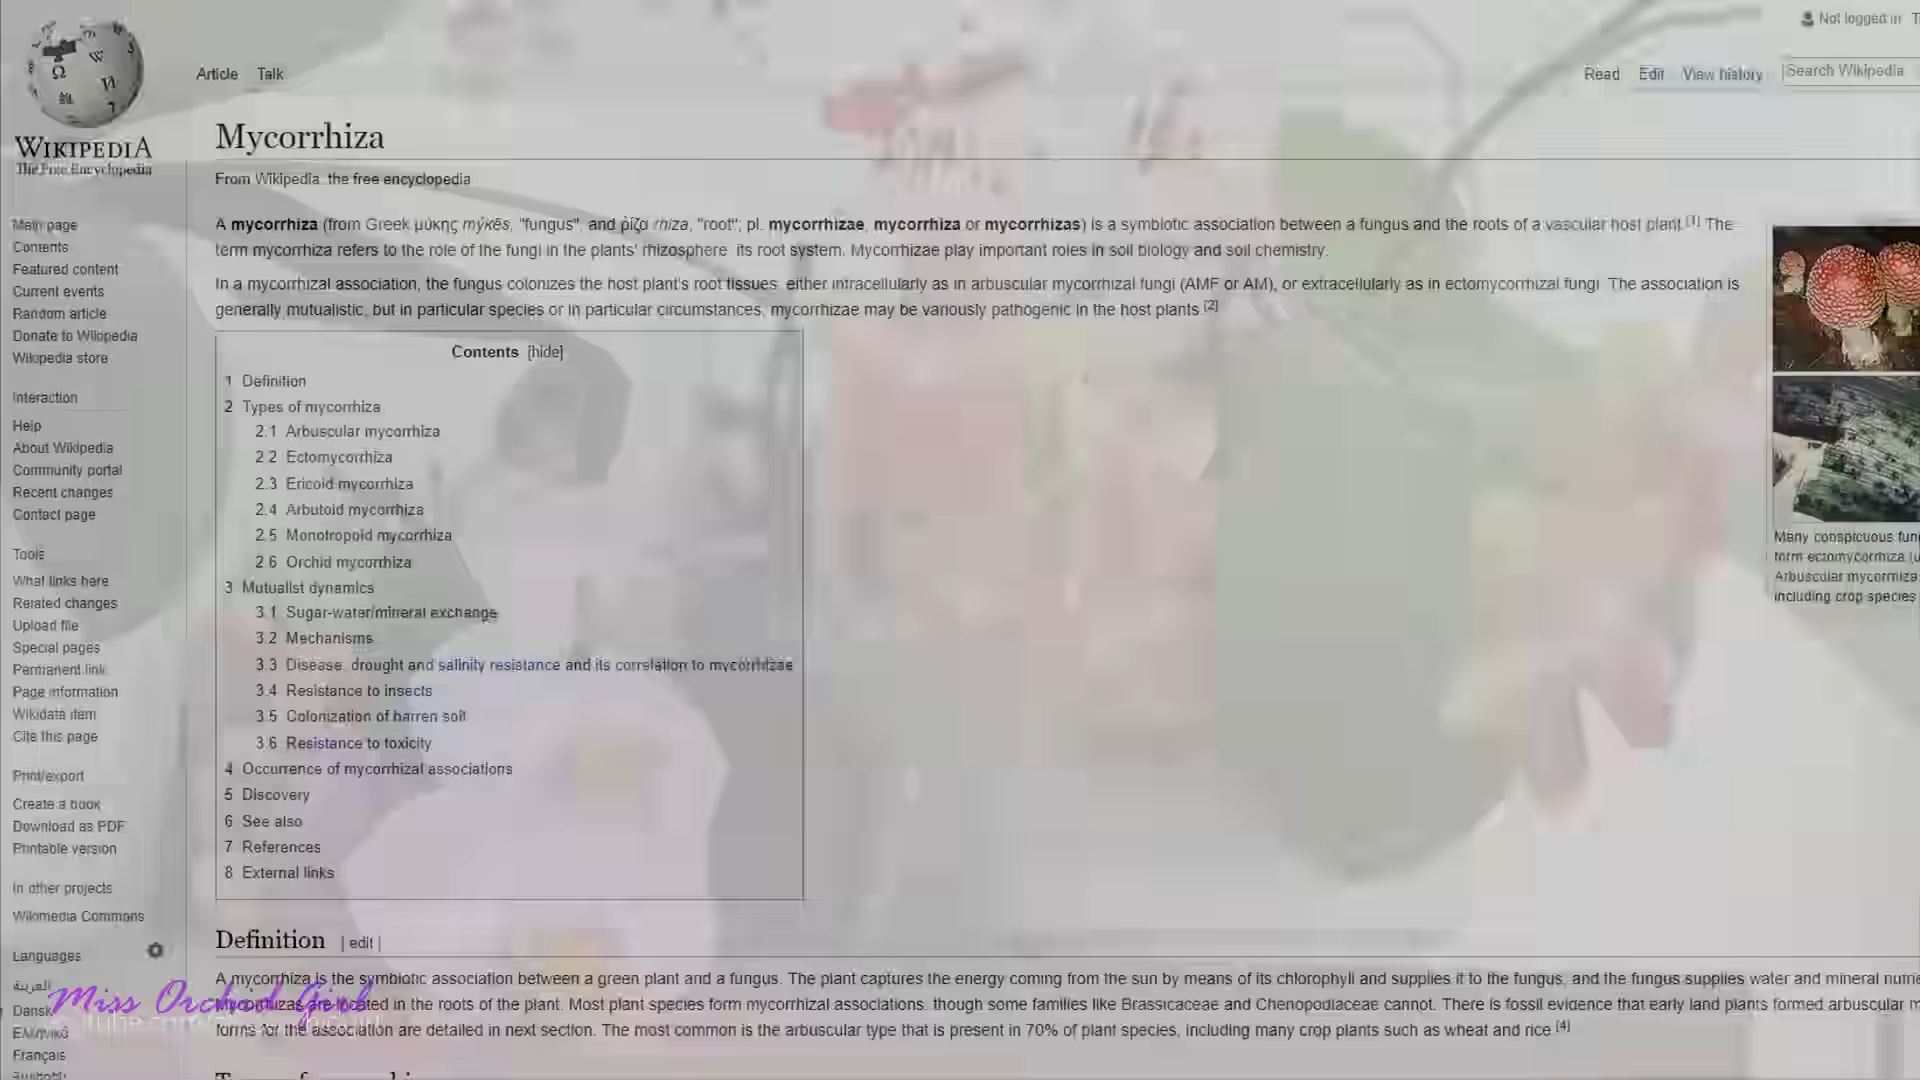 Not logged in
Article Talk
Read Edit View history Search Wikipedia
WIKIPEDIA
The Free Encyclopedia
Mycorrhiza
From Wikipedia, the free encyclopedia
A mycorrhiza (from Greek μύκης mýkēs, "fungus", and ῥίζα rhiza, "root"; pl. mycorrhizae, mycorrhiza or mycorrhizas) is a symbiotic association between a fungus and the roots of a vascular host plant.[1] The
term mycorrhiza refers to the role of the fungi in the plants' rhizosphere, its root system. Mycorrhizae play important roles in soil biology and soil chemistry.
In a mycorrhizal association, the fungus colonizes the host plant's root tissues, either intracellularly as in arbuscular mycorrhizal fungi (AMF or AM), or extracellularly as in ectomycorrhizal fungi. The association is
generally mutualistic, but in particular species or in particular circumstances, mycorrhizae may be variously pathogenic in the host plants.[2]
Main page
Contents
Featured content
Current events
Random article
Donate to Wikipedia
Wikipedia store
Interaction
Help
About Wikipedia
Community portal
Recent changes
Contact page
Tools
What links here
Related changes
Upload file
Special pages
Permanent link
Page information
Wikidata item
Cite this page
Print/export
Create a book
Download as PDF
Printable version
In other projects
Wikimedia Commons
Languages
العربية
Dansk
Ελληνικά
Français
Contents [hide]
1 Definition
2 Types of mycorrhiza
2.1 Arbuscular mycorrhiza
2.2 Ectomycorrhiza
2.3 Ericoid mycorrhiza
2.4 Arbutoid mycorrhiza
2.5 Monotropoid mycorrhiza
2.6 Orchid mycorrhiza
3 Mutualist dynamics
3.1 Sugar-water/mineral exchange
3.2 Mechanisms
3.3 Disease, drought and salinity resistance and its correlation to mycorrhizae
3.4 Resistance to insects
3.5 Colonization of barren soil
3.6 Resistance to toxicity
4 Occurrence of mycorrhizal associations
5 Discovery
6 See also
7 References
8 External links
Many conspicuous fun
form ectomycorrhiza (u
Arbuscular mycorrhiza
including crop species
Definition [edit]
A mycorrhiza is the symbiotic association between a green plant and a fungus. The plant captures the energy coming from the sun by means of its chlorophyll and supplies it to the fungus, and the fungus supplies water and mineral nutrie
Mycorrhizas are located in the roots of the plant. Most plant species form mycorrhizal associations, though some families like Brassicaceae and Chenopodiaceae cannot. There is fossil evidence that early land plants formed arbuscular m
forms for the association are detailed in next section. The most common is the arbuscular type that is present in 70% of plant species, including many crop plants such as wheat and rice.[4]
Miss Orchid Girl